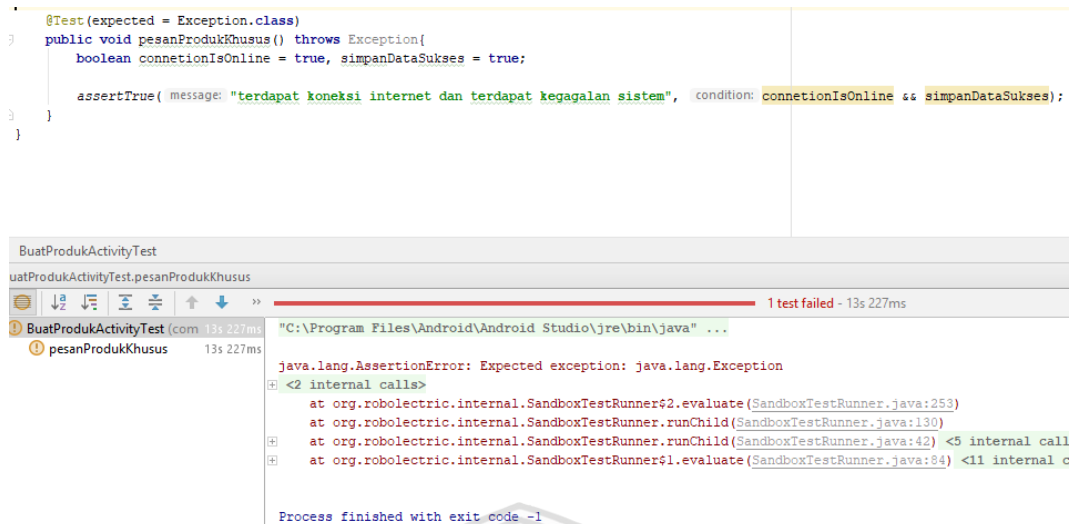 @Test(expected = Exception.class)
public void pesanProdukKhusus() throws Exception{
boolean connetionIsOnline = true, simpanDataSukses = true;
assertTrue( message: "terdapat koneksi internet dan terdapat kegagalan sistem", condition: connetionIsOnline && simpanDataSukses);
}
}
BuatProdukActivityTest
uatProdukActivityTest.pesanProdukKhusus
>> 1 test failed - 13s 227ms
BuatProdukActivityTest (com 13s 227ms
pesanProdukKhusus 13s 227ms
"C:\Program Files\Android\Android Studio\jre\bin\java" ...
java.lang.AssertionError: Expected exception: java.lang.Exception
<2 internal calls>
at org.robolectric.internal.SandboxTestRunner$2.evaluate(SandboxTestRunner.java:253)
at org.robolectric.internal.SandboxTestRunner.runChild(SandboxTestRunner.java:130)
at org.robolectric.internal.SandboxTestRunner.runChild(SandboxTestRunner.java:42) <5 internal call
at org.robolectric.internal.SandboxTestRunner$1.evaluate(SandboxTestRunner.java:84) <11 internal c
Process finished with exit code -1